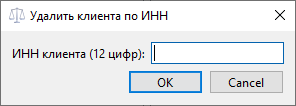 Удалить клиента по ИНН
ИНН клиента (12 цифр):
OK
Cancel